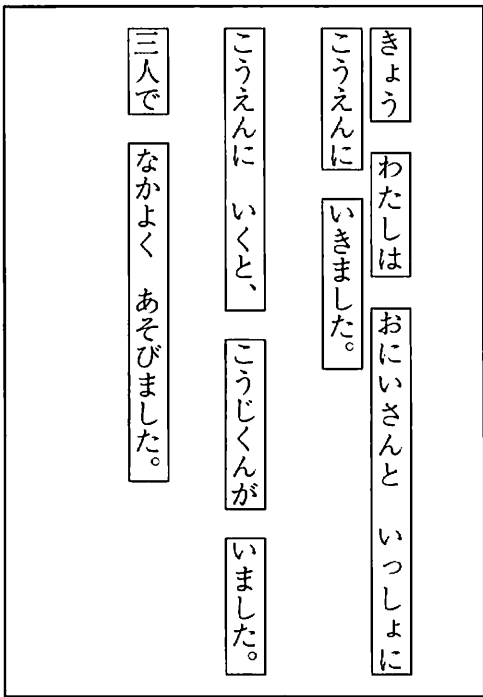 きょう わたしは おにいさんと いっしょに
こうえんに いきました。
こうえんに いくと、 こうじくんが いました。
三人で なかよく あそびました。